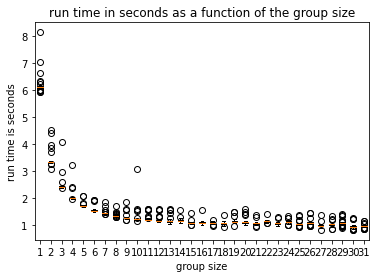 run time in seconds as a function of the group size
8
7
6
5
4
3
2
1
run time is seconds
1 2 3 4 5 6 7 8 9 10 11 12 13 14 15 16 17 18 19 20 21 22 23 24 25 26 27 28 29 30 31
group size